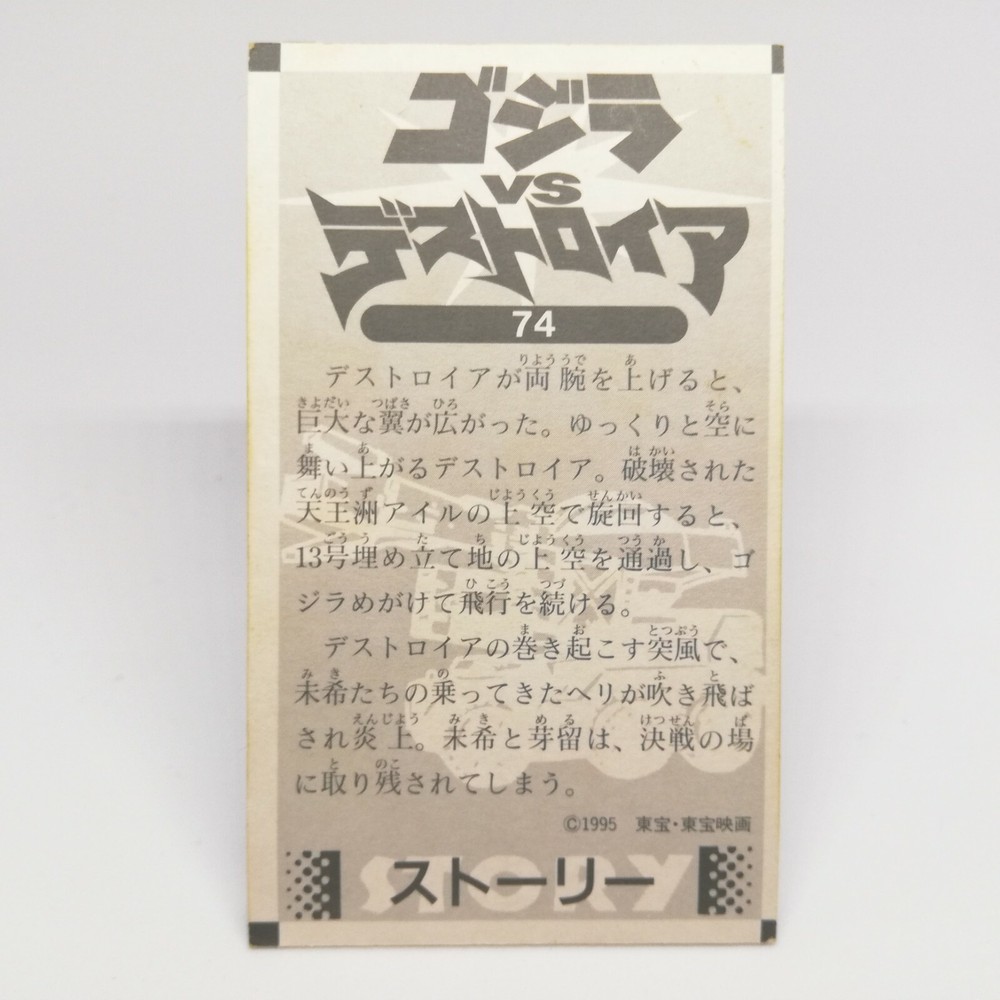 ゴジラ
VS
デストロイア
74
デストロイアが両腕を上げると、
巨大な翼が広がった。ゆっくりと空に
舞い上がるデストロイア。破壊された
天王洲アイルの上空で旋回すると、
13号埋め立て地の上空を通過し、ゴ
ジラめがけて飛行を続ける。
デストロイアの巻き起こす突風で、
未希たちの乗ってきたヘリが吹き飛ば
され炎上。未希と芽留は、決戦の場
に取り残されてしまう。
©1995 東宝・東宝映画
STORY
ストーリー